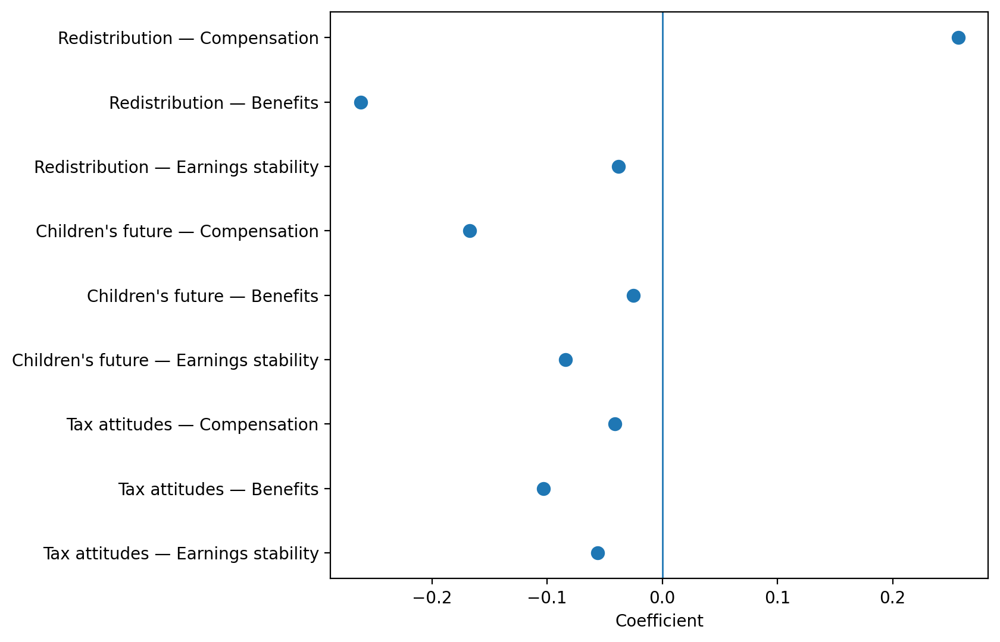 Redistribution — Compensation
Redistribution — Benefits
Redistribution — Earnings stability
Children's future — Compensation
Children's future — Benefits
Children's future — Earnings stability
Tax attitudes — Compensation
Tax attitudes — Benefits
Tax attitudes — Earnings stability
−0.2 −0.1 0.0 0.1 0.2
Coefficient